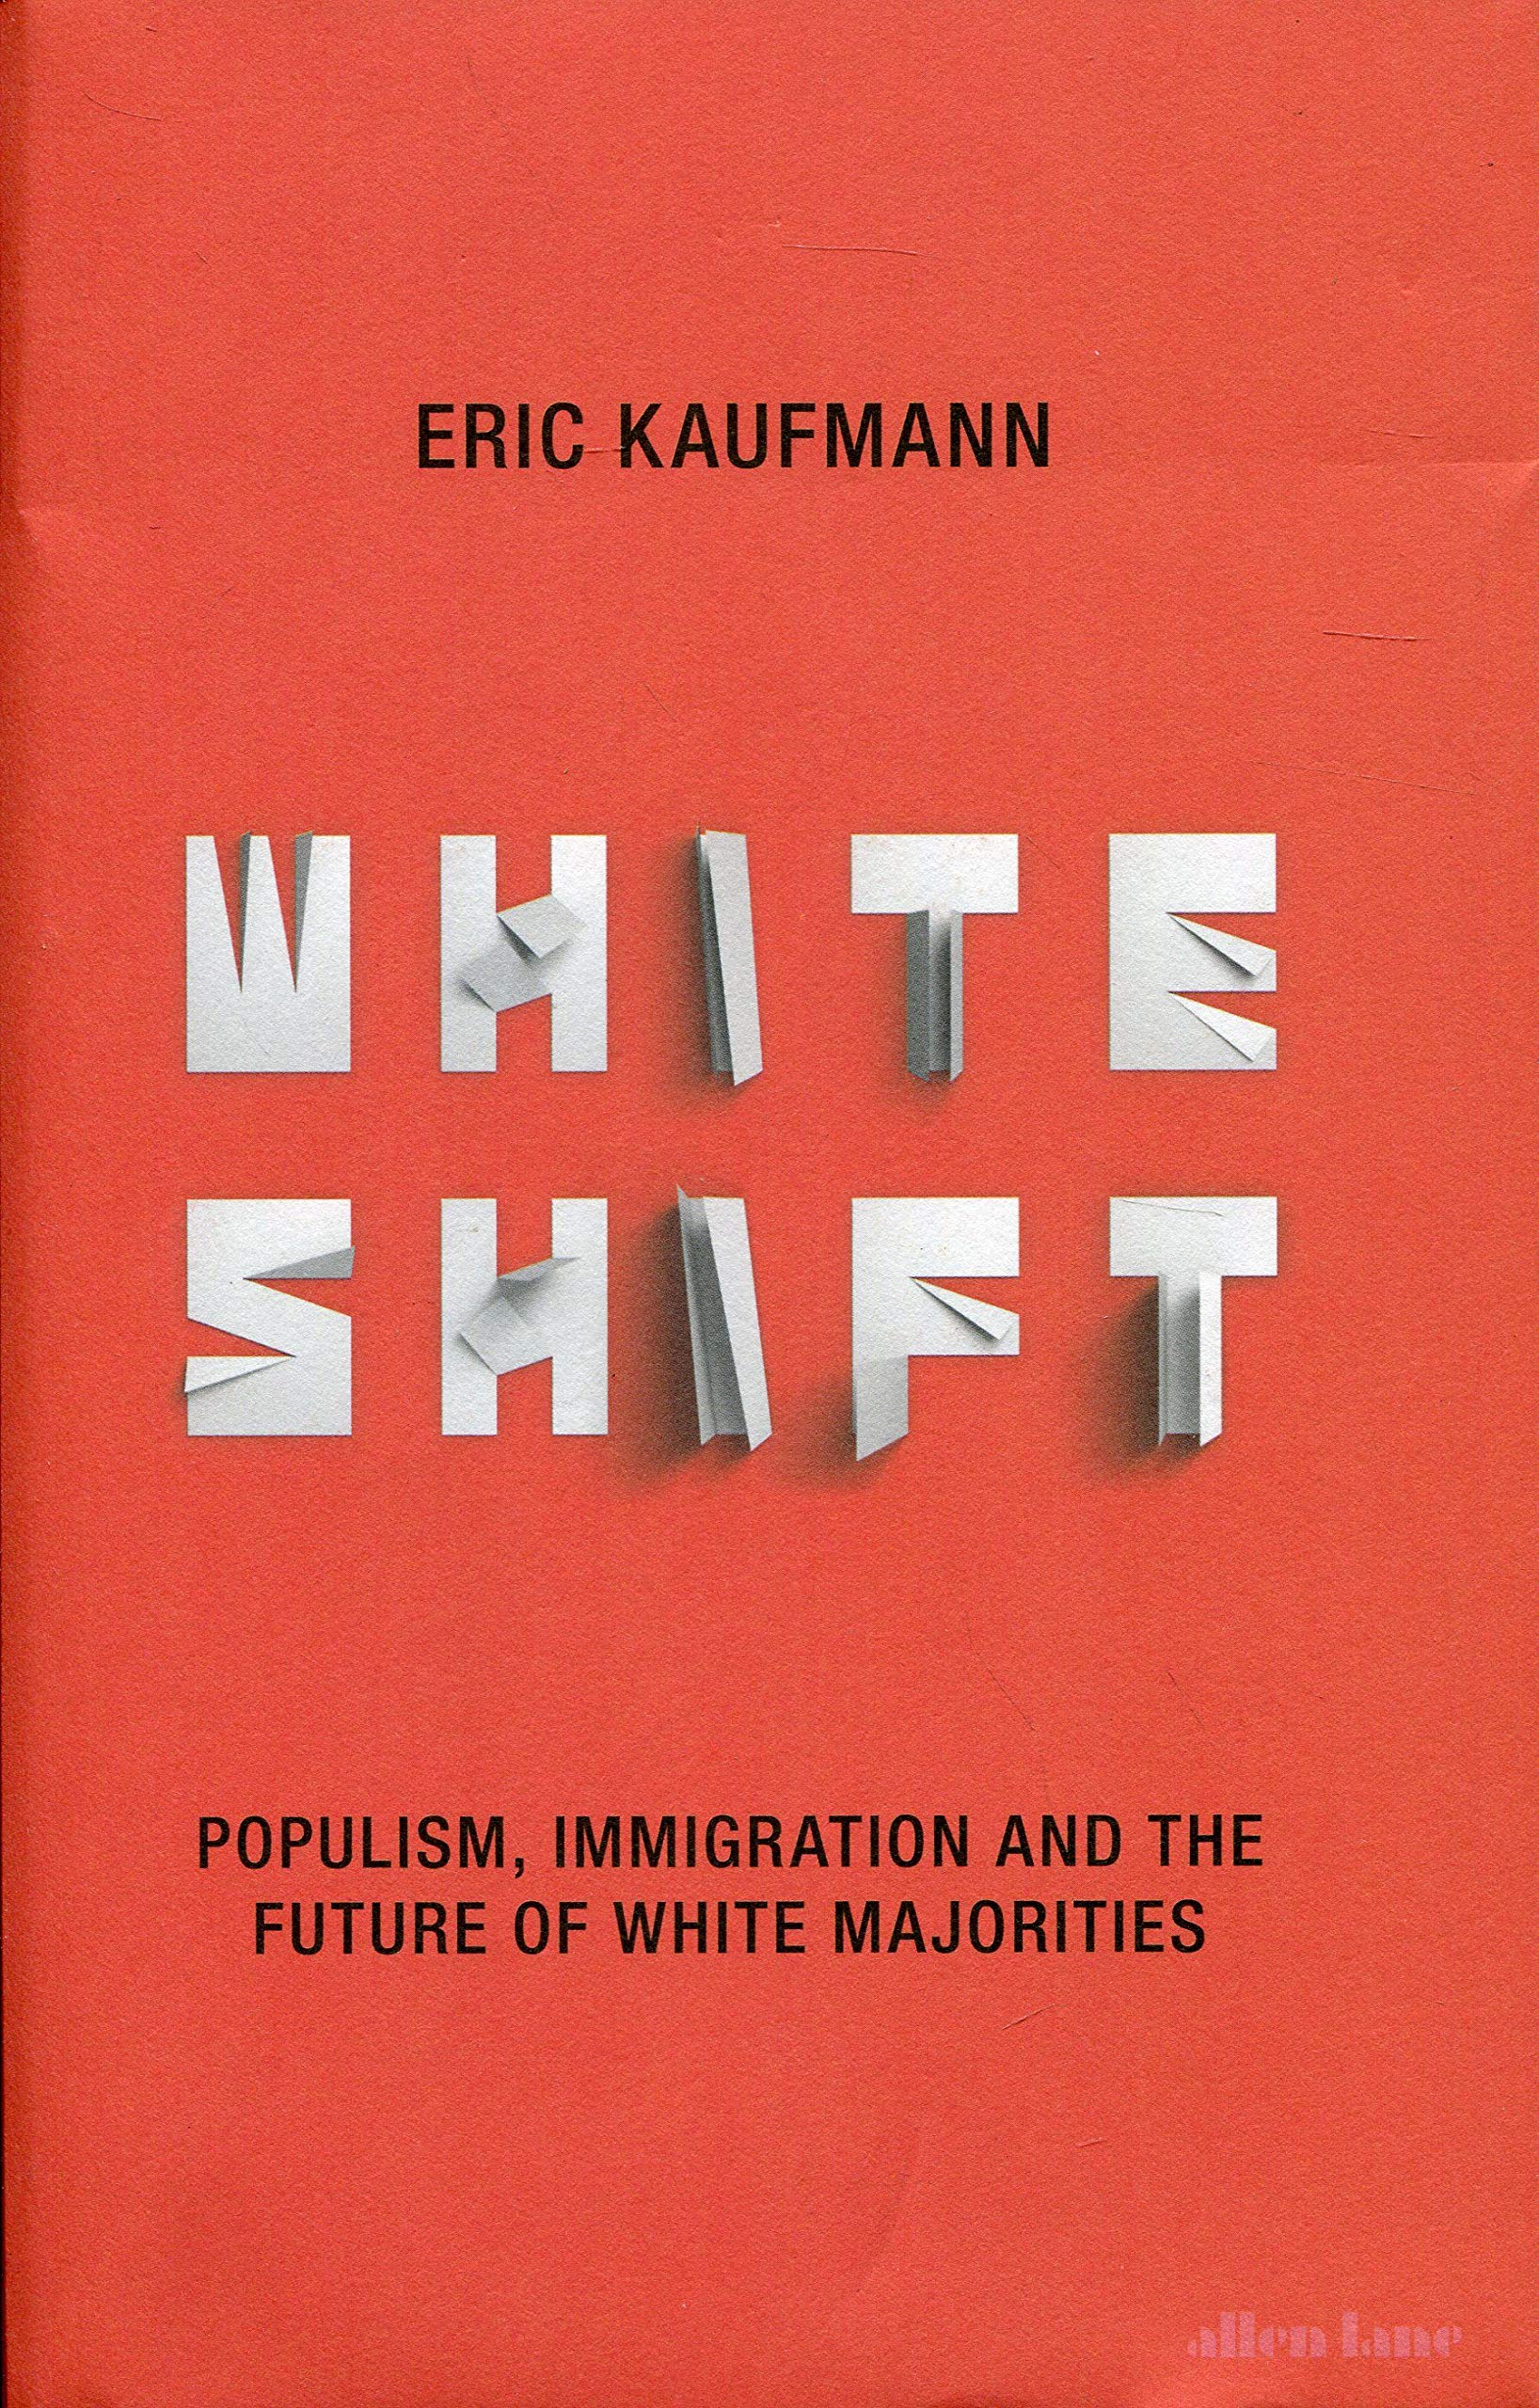 ERIC KAUFMANN
WHITE
SHIFT
POPULISM, IMMIGRATION AND THE
FUTURE OF WHITE MAJORITIES
allen lane